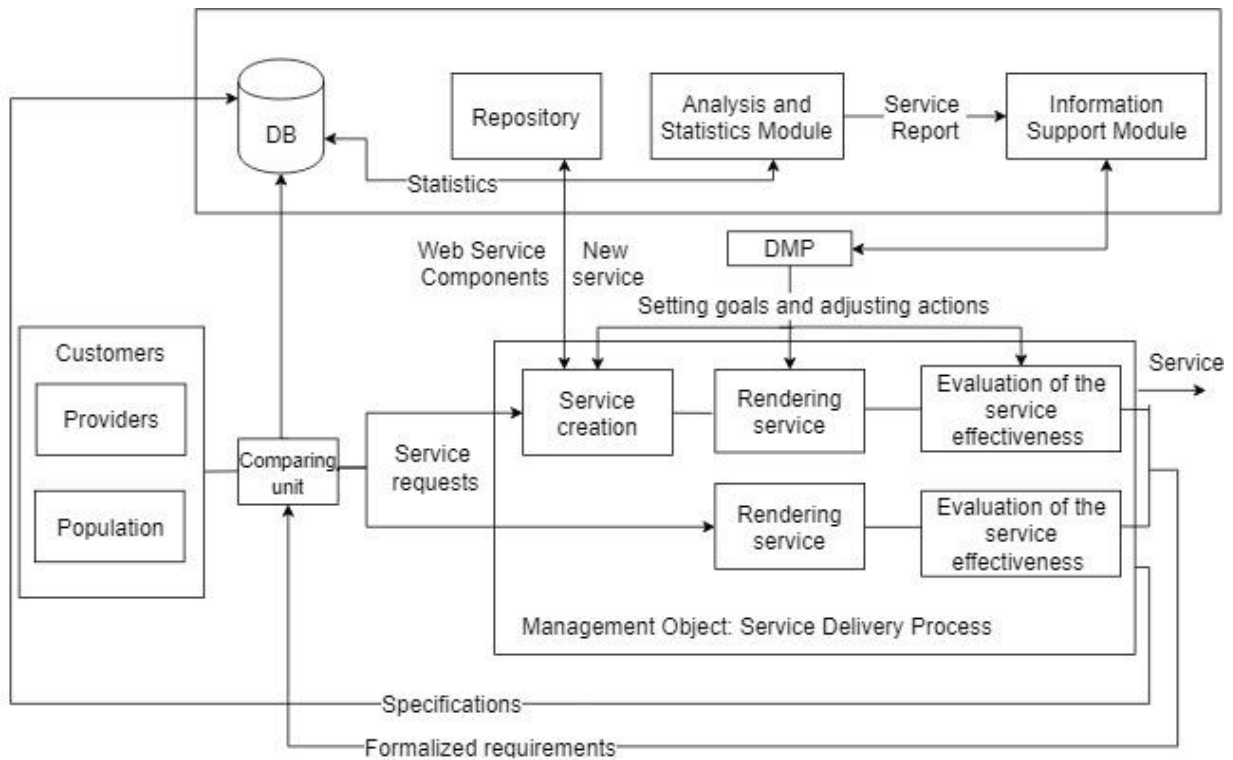 DB
Repository
Analysis and
Statistics Module
Service
Report
Information
Support Module
Statistics
Web Service
Components
New
service
DMP
Setting goals and adjusting actions
Customers
Providers
Population
Comparing
unit
Service
requests
Service
creation
Rendering
service
Evaluation of the
service
effectiveness
Service
Rendering
service
Evaluation of the
service
effectiveness
Management Object: Service Delivery Process
Specifications
Formalized requirements